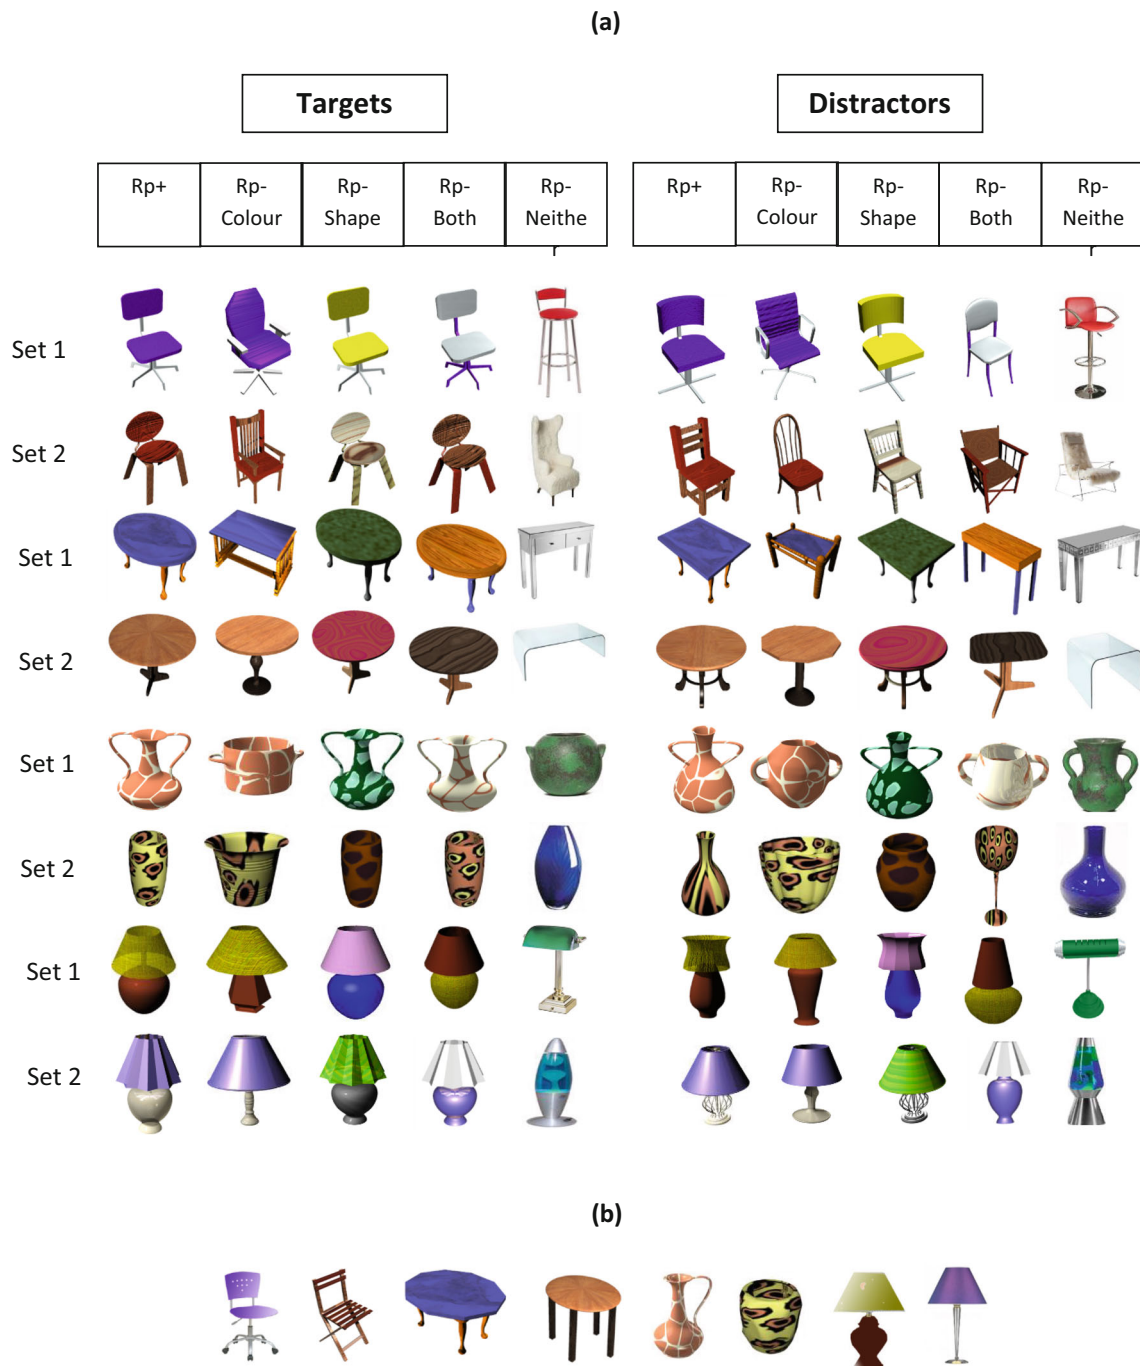 (a)
Targets
Distractors
Rp+
Rp-
Colour
Rp-
Shape
Rp-
Both
Rp-
Neithe
r
Rp+
Rp-
Colour
Rp-
Shape
Rp-
Both
Rp-
Neithe
r
Set 1
Set 2
Set 1
Set 2
Set 1
Set 2
Set 1
Set 2
(b)